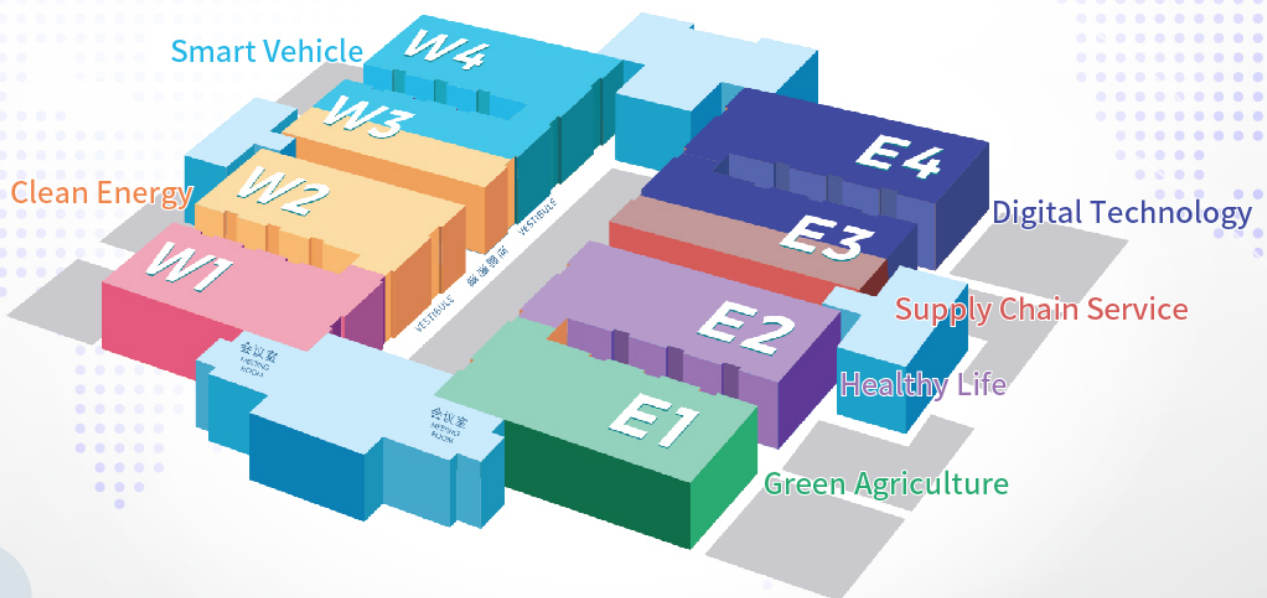 Smart Vehicle
W4
W3
Clean Energy
W2
W1
E4
Digital Technology
E3
Supply Chain Service
E2
Healthy Life
E1
Green Agriculture
VESTIBULE
VESTIBULE
会议室
MEETING
ROOM
会议室
MEETING
ROOM